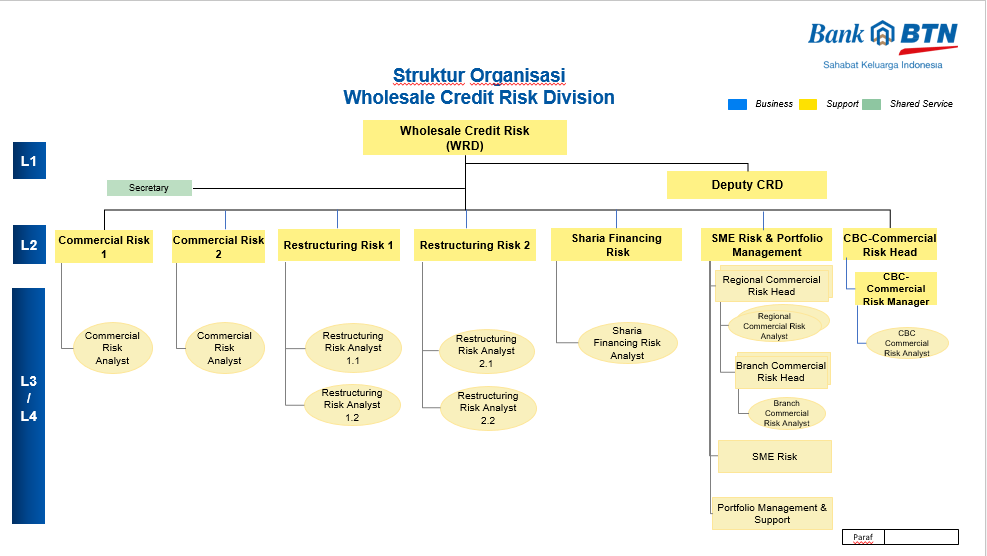 Bank BTN
Sahabat Keluarga Indonesia
Struktur Organisasi
Wholesale Credit Risk Division
Business Support Shared Service
Wholesale Credit Risk
(WRD)
L1
Secretary
Deputy CRD
L2
Commercial Risk
1
Commercial Risk
2
Restructuring Risk 1
Restructuring Risk 2
Sharia Financing
Risk
SME Risk & Portfolio
Management
CBC-Commercial
Risk Head
L3
/
L4
Commercial
Risk
Analyst
Commercial
Risk
Analyst
Restructuring
Risk Analyst
1.1
Restructuring
Risk Analyst
1.2
Restructuring
Risk Analyst
2.1
Restructuring
Risk Analyst
2.2
Sharia
Financing Risk
Analyst
Regional Commercial
Risk Head
Regional
Commercial Risk
Analyst
Branch Commercial
Risk Head
Branch
Commercial
Risk Analyst
SME Risk
Portfolio Management &
Support
CBC-
Commercial
Risk Manager
CBC
Commercial
Risk Analyst
Paraf